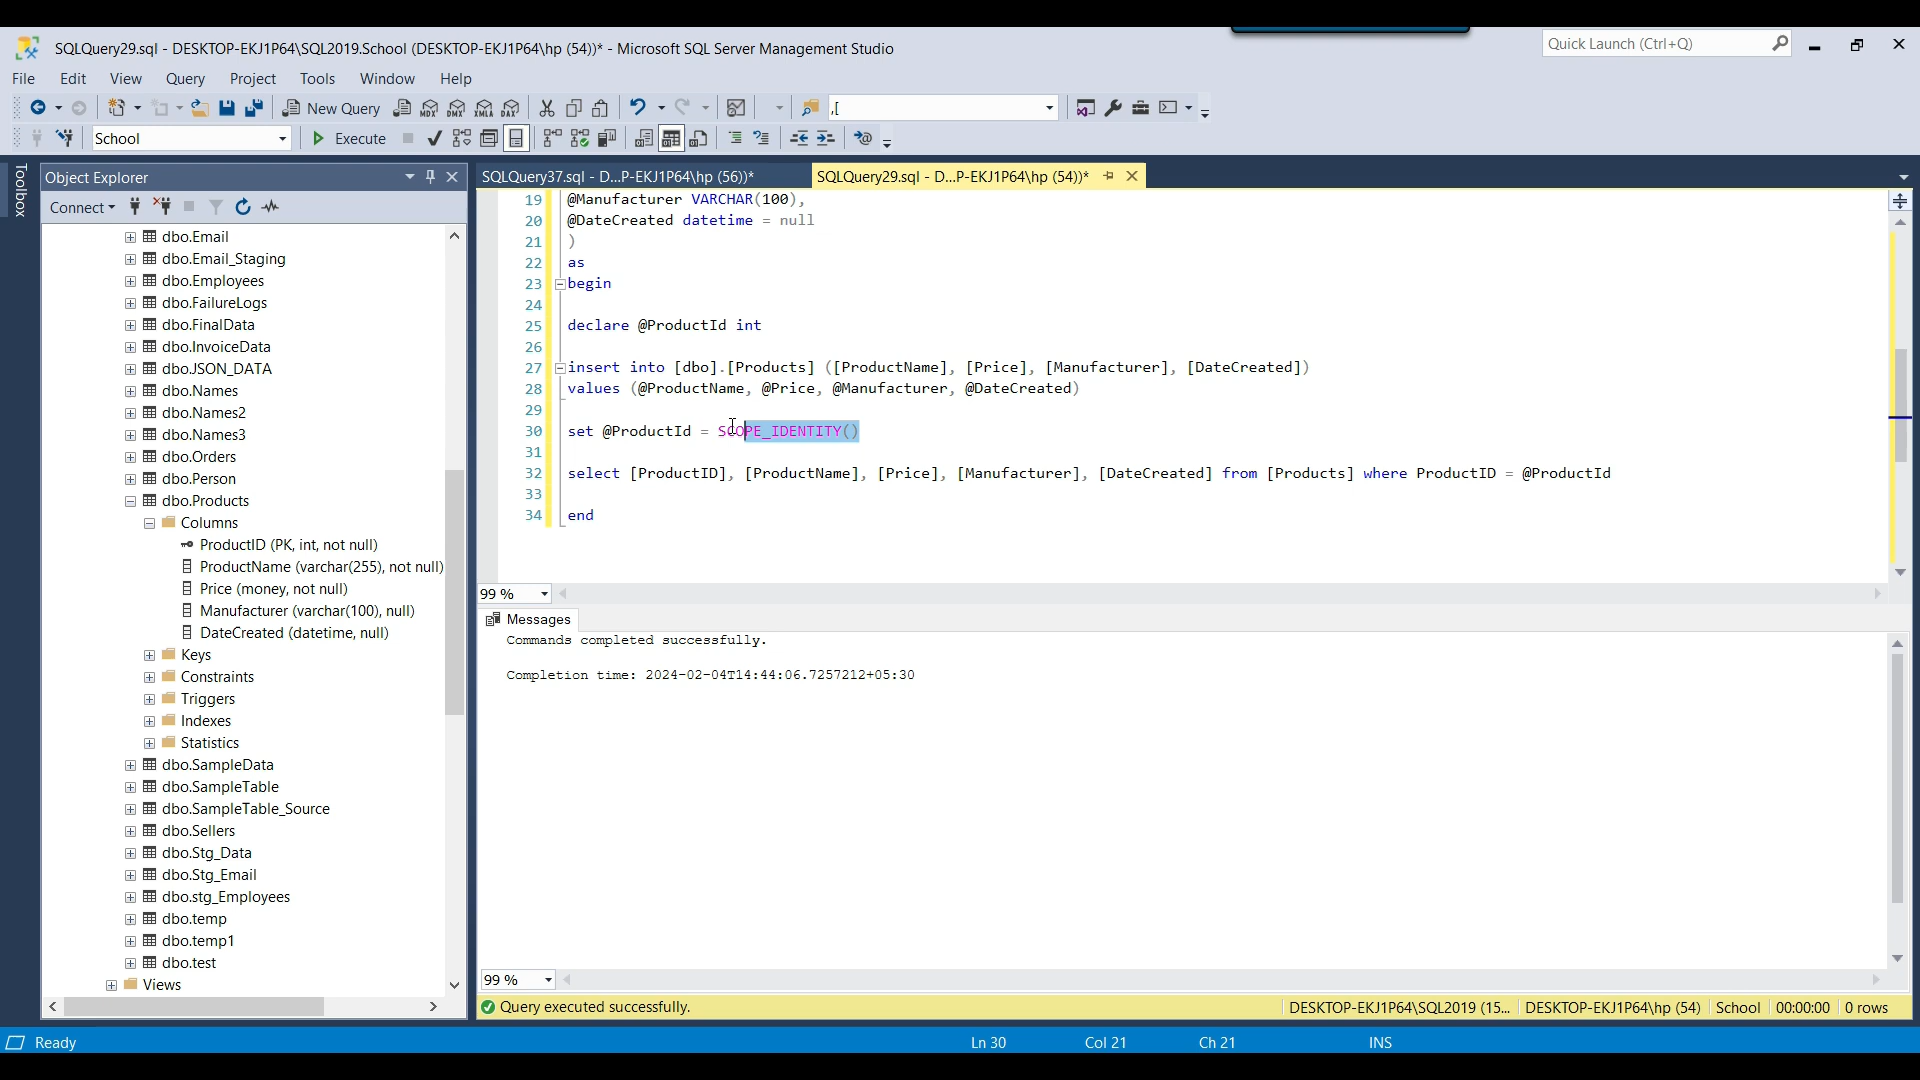 SQLQuery29.sql - DESKTOP-EKJ1P64\SQL2019.School (DESKTOP-EKJ1P64\hp (54))* - Microsoft SQL Server Management Studio
Quick Launch (Ctrl+Q)
File Edit View Query Project Tools Window Help
New Query MDX DMX XMLA DAX ,[
School Execute
Toolbox
Object Explorer
SQLQuery37.sql - D...P-EKJ1P64\hp (56))*
SQLQuery29.sql - D...P-EKJ1P64\hp (54))*
Connect
dbo.Email
dbo.Email_Staging
dbo.Employees
dbo.FailureLogs
dbo.FinalData
dbo.InvoiceData
dbo.JSON_DATA
dbo.Names
dbo.Names2
dbo.Names3
dbo.Orders
dbo.Person
dbo.Products
Columns
ProductID (PK, int, not null)
ProductName (varchar(255), not null)
Price (money, not null)
Manufacturer (varchar(100), null)
DateCreated (datetime, null)
Keys
Constraints
Triggers
Indexes
Statistics
dbo.SampleData
dbo.SampleTable
dbo.SampleTable_Source
dbo.Sellers
dbo.Stg_Data
dbo.Stg_Email
dbo.stg_Employees
dbo.temp
dbo.temp1
dbo.test
Views
19 @Manufacturer VARCHAR(100),
20 @DateCreated datetime = null
21 )
22 as
23 begin
24
25 declare @ProductId int
26
27 insert into [dbo].[Products] ([ProductName], [Price], [Manufacturer], [DateCreated])
28 values (@ProductName, @Price, @Manufacturer, @DateCreated)
29
30 set @ProductId = SCOPE_IDENTITY()
31
32 select [ProductID], [ProductName], [Price], [Manufacturer], [DateCreated] from [Products] where ProductID = @ProductId
33
34 end
99 %
Messages
Commands completed successfully.
Completion time: 2024-02-04T14:44:06.7257212+05:30
99 %
Query executed successfully. DESKTOP-EKJ1P64\SQL2019 (15... DESKTOP-EKJ1P64\hp (54) School 00:00:00 0 rows
Ready Ln 30 Col 21 Ch 21 INS